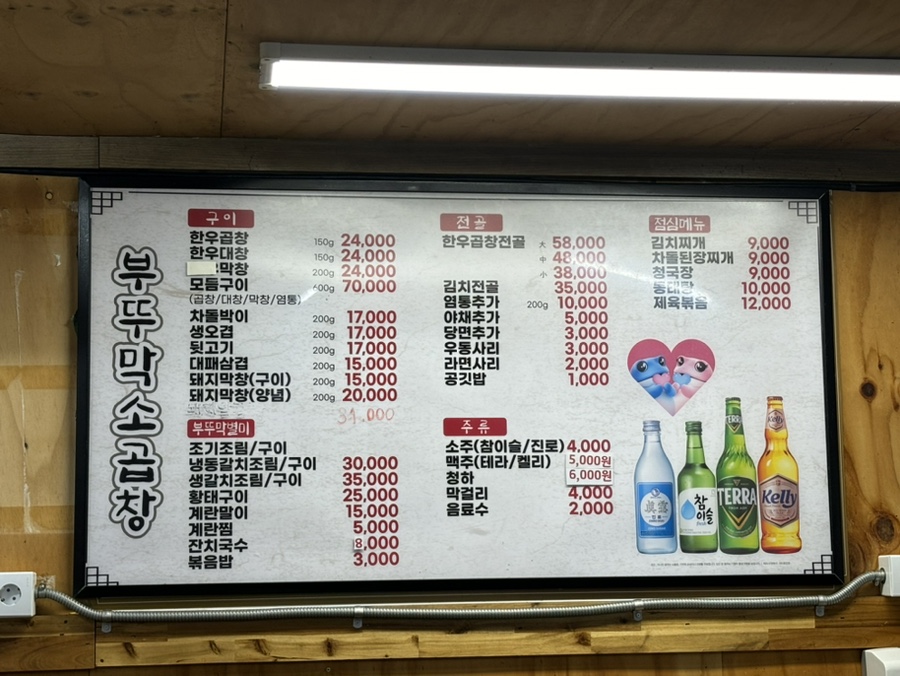 부뚜막소곱창
구이
한우곱창 150g 24,000
한우대창 150g 24,000
막창 200g 24,000
모듬구이 600g 70,000
(곱창/대창/막창/염통)
차돌박이 200g 17,000
생오겹 200g 17,000
뒷고기 200g 17,000
대패삼겹 200g 15,000
돼지막창(구이) 200g 15,000
돼지막창(양념) 200g 20,000
31.000
부뚜막별미
조기조림/구이
냉동갈치조림/구이 30,000
생갈치조림/구이 35,000
황태구이 25,000
계란말이 15,000
계란찜 5,000
잔치국수 8,000
볶음밥 3,000
전골
한우곱창전골 大 58,000
中 48,000
小 38,000
김치전골 35,000
염통추가 200g 10,000
야채추가 5,000
당면추가 3,000
우동사리 3,000
라면사리 2,000
공깃밥 1,000
주류
소주(참이슬/진로) 4,000
맥주(테라/켈리) 5,000원
청하 6,000원
막걸리 4,000
음료수 2,000
점심메뉴
김치찌개 9,000
차돌된장찌개 9,000
청국장 9,000
동태탕 10,000
제육볶음 12,000
참이슬
fresh
TERRA
TERRA
Kelly
Kelly